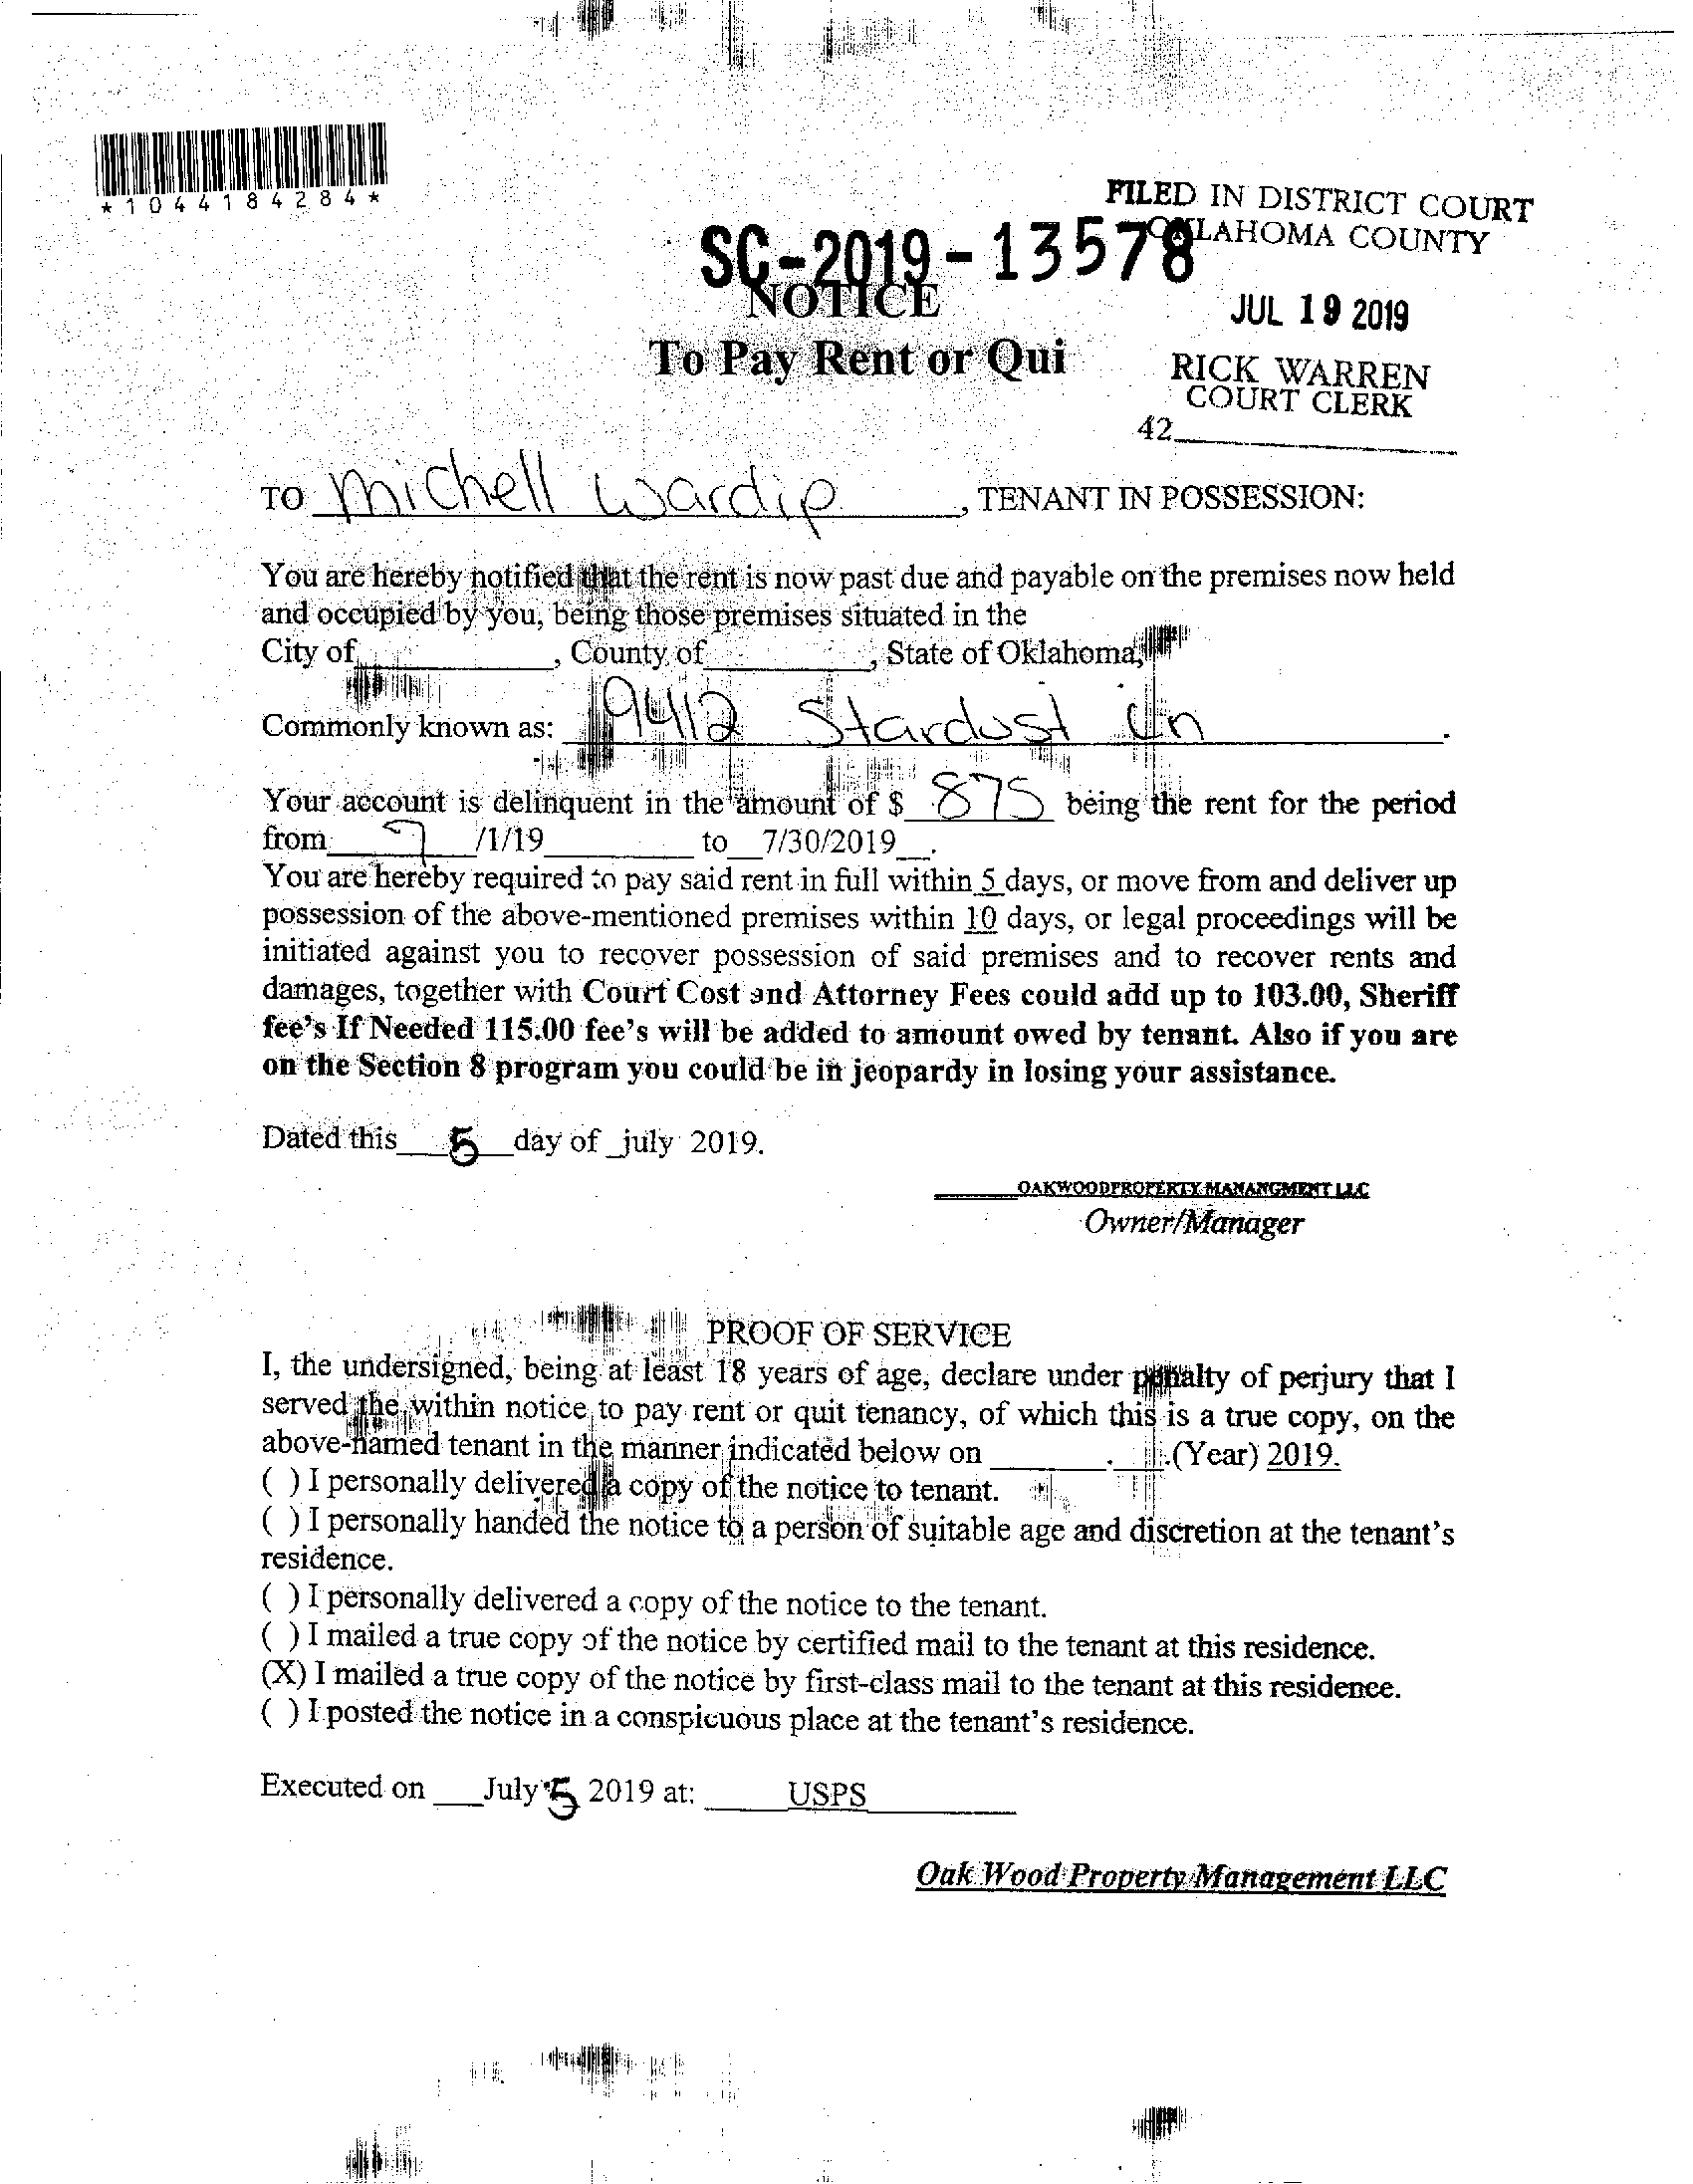 *1044184284*
FILED IN DISTRICT COURT
OKLAHOMA COUNTY
SC-2019-13578
NOTICE
JUL 19 2019
To Pay Rent or Qui
RICK WARREN
COURT CLERK
42
TO Michell Wardip, TENANT IN POSSESSION:
You are hereby notified that the rent is now past due and payable on the premises now held
and occupied by you, being those premises situated in the
City of ____________, County of __________, State of Oklahoma,
Commonly known as: 9412 Stardust Ln.
Your account is delinquent in the amount of $ 875 being the rent for the period
from 7 /1/19 to 7/30/2019.
You are hereby required to pay said rent in full within 5 days, or move from and deliver up
possession of the above-mentioned premises within 10 days, or legal proceedings will be
initiated against you to recover possession of said premises and to recover rents and
damages, together with Court Cost and Attorney Fees could add up to 103.00, Sheriff
fee's If Needed 115.00 fee's will be added to amount owed by tenant. Also if you are
on the Section 8 program you could be in jeopardy in losing your assistance.
Dated this 5 day of july 2019.
OAKWOODPROPERTY MANANGMENT LLC
Owner/Manager
PROOF OF SERVICE
I, the undersigned, being at least 18 years of age, declare under penalty of perjury that I
served the within notice to pay rent or quit tenancy, of which this is a true copy, on the
above-named tenant in the manner indicated below on ________.___.(Year) 2019.
( ) I personally delivered a copy of the notice to tenant.
( ) I personally handed the notice to a person of suitable age and discretion at the tenant's
residence.
( ) I personally delivered a copy of the notice to the tenant.
( ) I mailed a true copy of the notice by certified mail to the tenant at this residence.
(X) I mailed a true copy of the notice by first-class mail to the tenant at this residence.
( ) I posted the notice in a conspicuous place at the tenant's residence.
Executed on July 5 2019 at: USPS
Oak Wood Property Management LLC